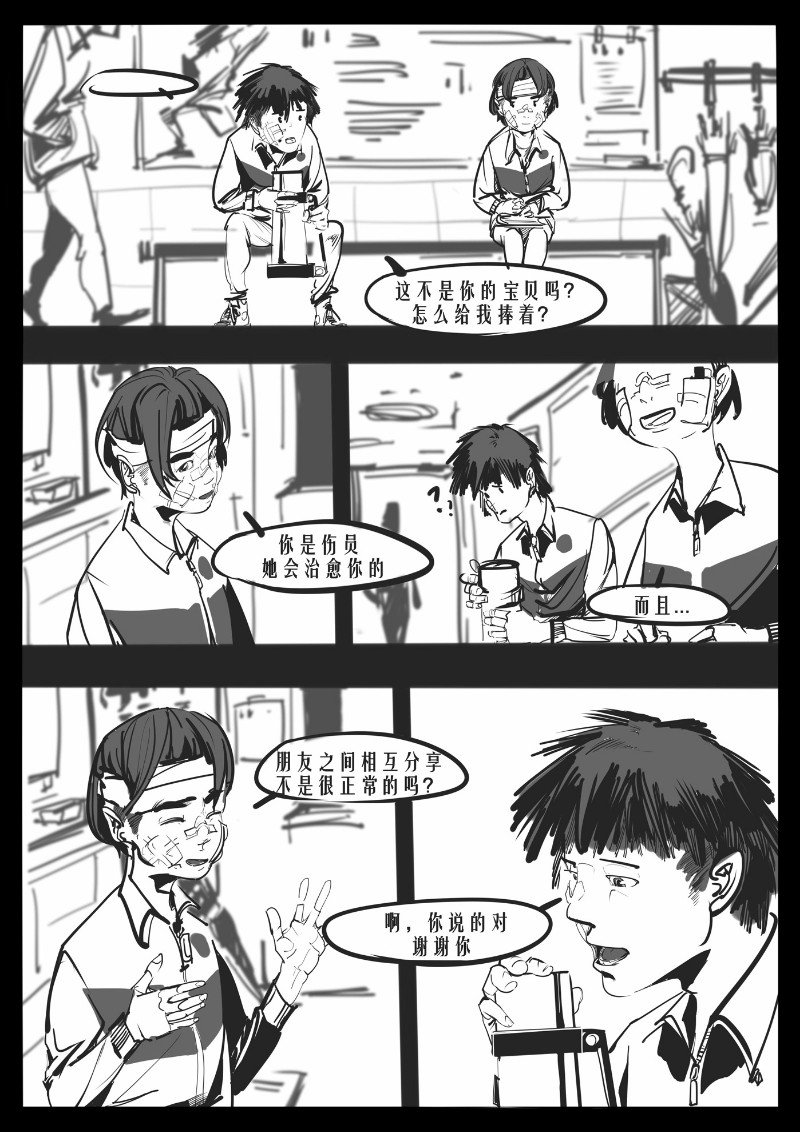 这不是你的宝贝吗？
怎么给我捧着？
你是伤员
她会治愈你的
?!
而且...
朋友之间相互分享
不是很正常的吗？
啊，你说的对
谢谢你